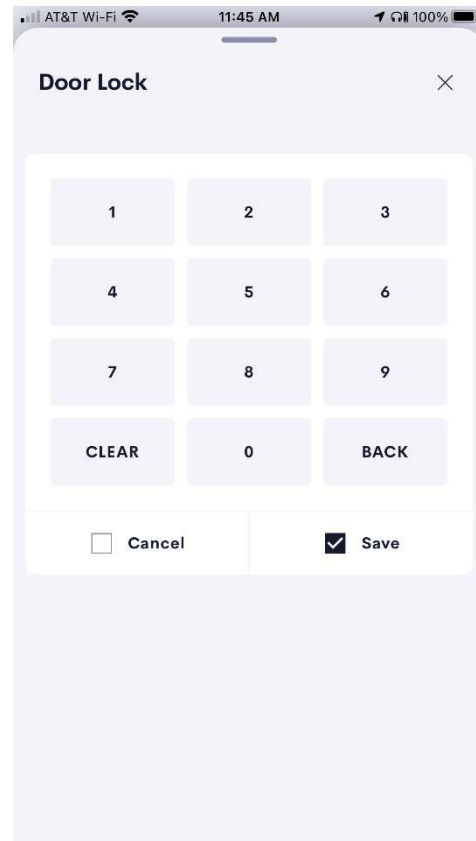 AT&T Wi-Fi 11:45 AM 100%
Door Lock
1 2 3
4 5 6
7 8 9
CLEAR 0 BACK
Cancel Save